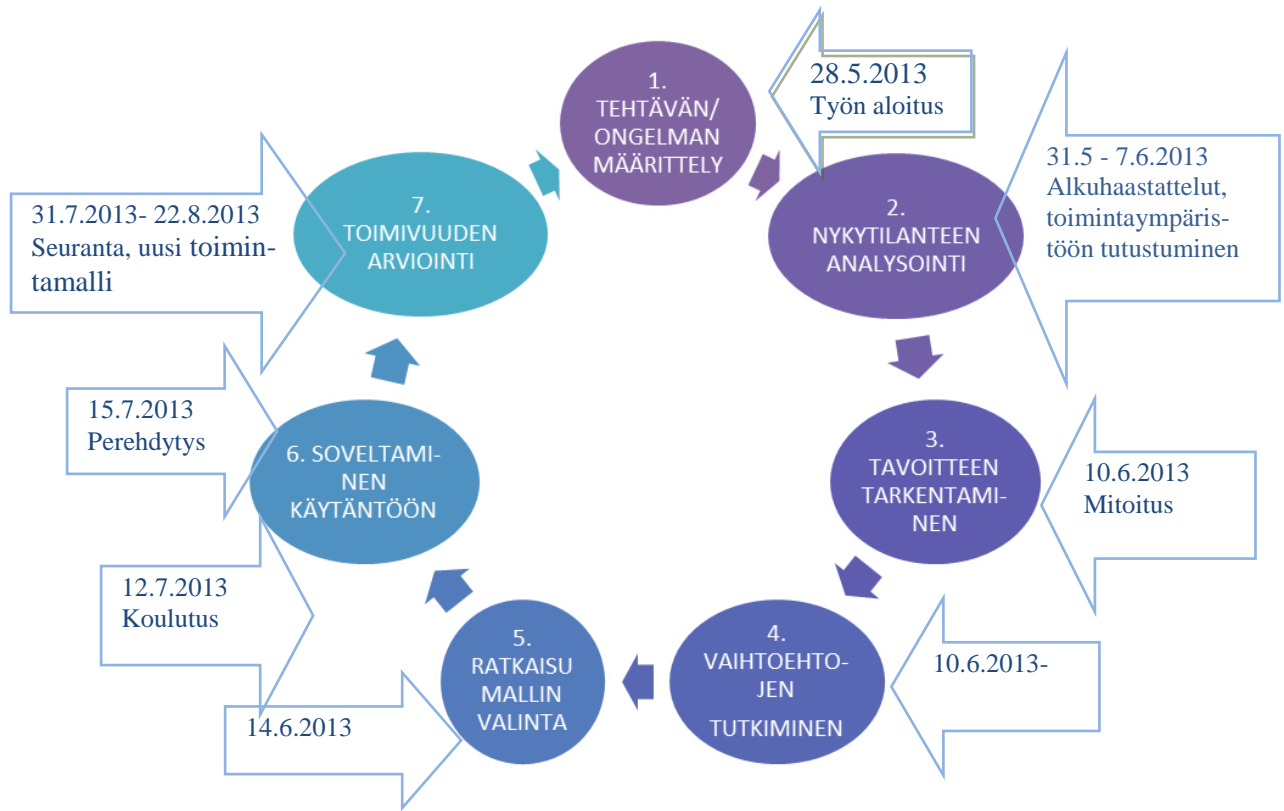 1.
TEHTÄVÄN/
ONGELMAN
MÄÄRITTELY
28.5.2013
Työn aloitus
2.
NYKYTILANTEEN
ANALYSOINTI
31.5 - 7.6.2013
Alkuhaastattelut,
toimintaympäris-
töön tutustuminen
3.
TAVOITTEEN
TARKENTAMI-
NEN
10.6.2013
Mitoitus
4.
VAIHTOEHTO-
JEN
TUTKIMINEN
10.6.2013-
5.
RATKAISU
MALLIN
VALINTA
14.6.2013
6. SOVELTAMI-
NEN
KÄYTÄNTÖÖN
12.7.2013
Koulutus
15.7.2013
Perehdytys
7.
TOIMIVUUDEN
ARVIOINTI
31.7.2013- 22.8.2013
Seuranta, uusi toimin-
tamalli